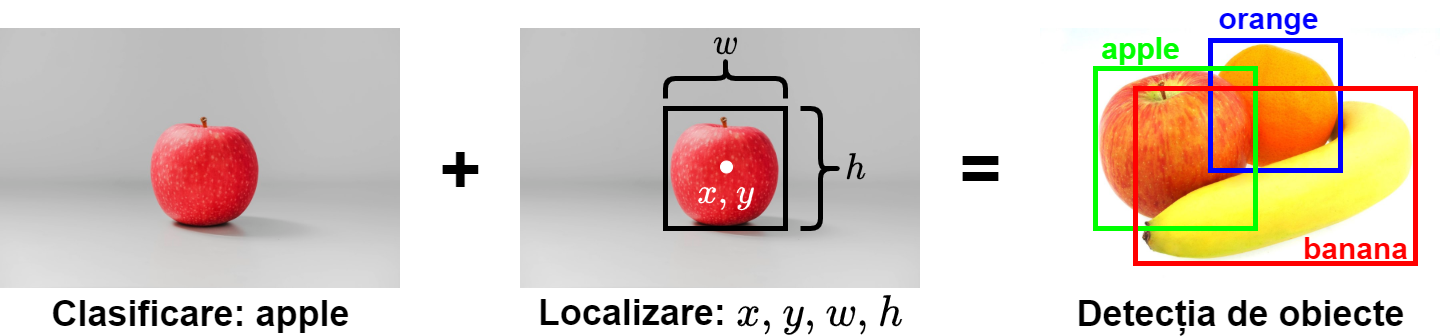 w
x, y
h
+
=
orange
apple
banana
Clasificare: apple
Localizare: x, y, w, h
Detecția de obiecte